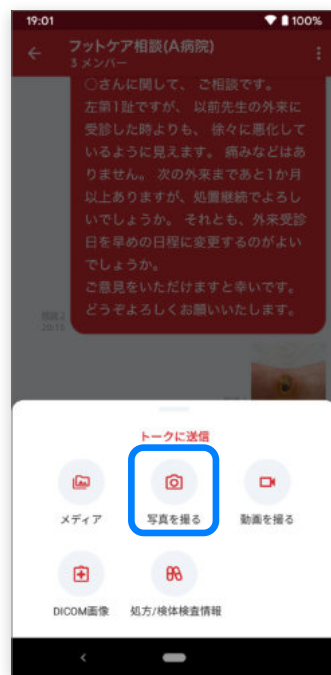 19:01
100%
フットケア相談(A病院)
3 メンバー
○さんに関して、ご相談です。
左第1趾ですが、以前先生の外来に
受診した時よりも、徐々に悪化して
いるように見えます。痛みなどはあ
りません。次の外来まであと1か月
以上ありますが、処置継続でよろし
いでしょうか。それとも、外来受診
日を早めの日程に変更するのがよい
でしょうか。
ご意見をいただけますと幸いです。
どうぞよろしくお願いいたします。
トークに送信
メディア
写真を撮る
動画を撮る
DICOM画像
処方/検体検査情報